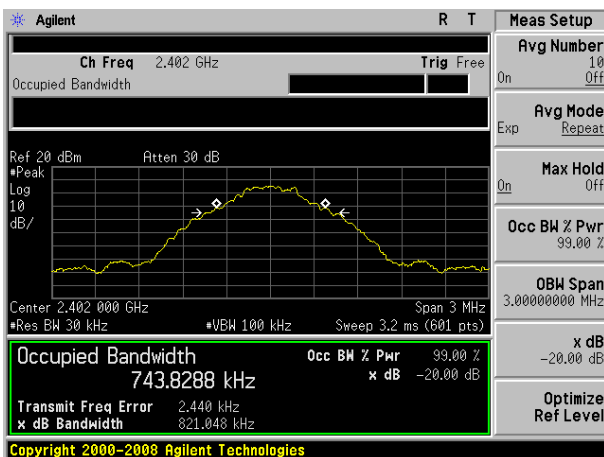 Agilent R T
Ch Freq 2.402 GHz Trig Free
Occupied Bandwidth
Ref 20 dBm Atten 30 dB
#Peak
Log
10
dB/
Center 2.402 000 GHz Span 3 MHz
#Res BW 30 kHz #VBW 100 kHz Sweep 3.2 ms (601 pts)
Occupied Bandwidth
743.8288 kHz
Occ BW % Pwr 99.00 %
x dB -20.00 dB
Transmit Freq Error 2.440 kHz
x dB Bandwidth 821.048 kHz
Copyright 2000-2008 Agilent Technologies
Meas Setup
Avg Number
10
On Off
Avg Mode
Exp Repeat
Max Hold
On Off
Occ BW % Pwr
99.00 %
OBW Span
3.00000000 MHz
x dB
-20.00 dB
Optimize
Ref Level